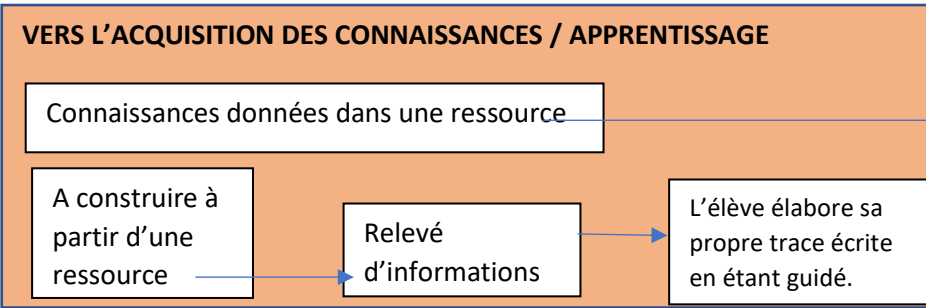 VERS L’ACQUISITION DES CONNAISSANCES / APPRENTISSAGE
Connaissances données dans une ressource
A construire à
partir d’une
ressource
Relevé
d’informations
L’élève élabore sa
propre trace écrite
en étant guidé.